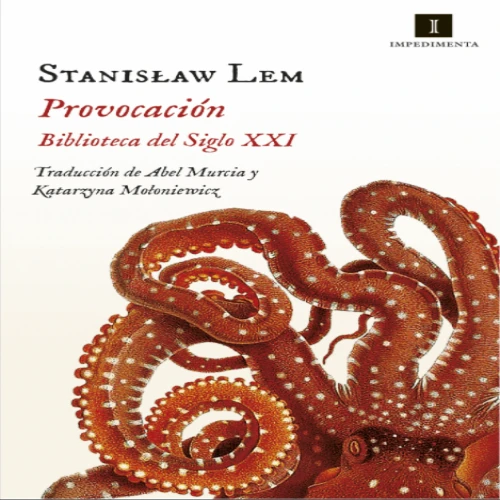 I
IMPEDIMENTA
STANISŁAW LEM
Provocación
Biblioteca del Siglo XXI
Traducción de Abel Murcia y
Katarzyna Mołoniewicz